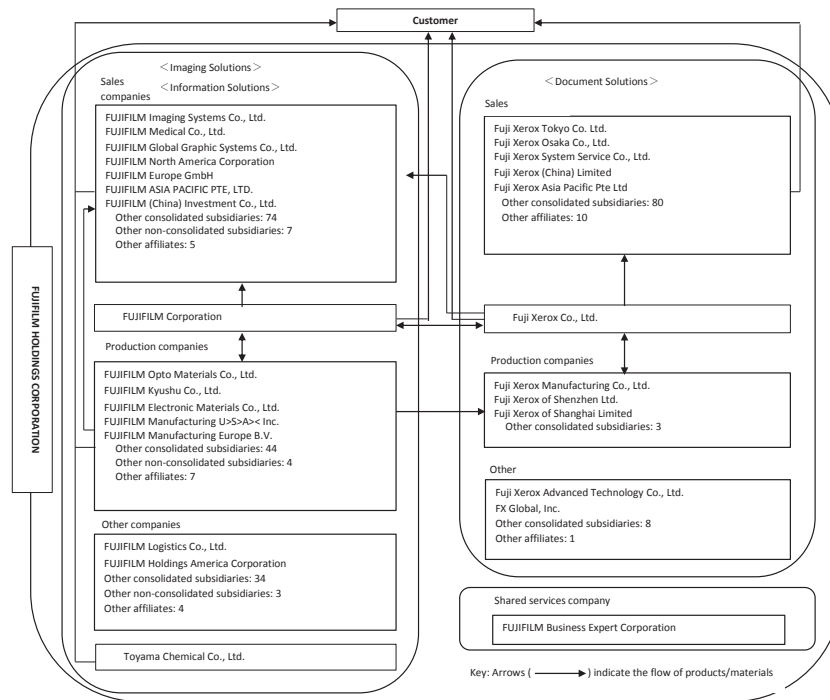 Customer
FUJIFILM HOLDINGS CORPORATION
＜Imaging Solutions＞
Sales
companies
＜Information Solutions＞
FUJIFILM Imaging Systems Co., Ltd.
FUJIFILM Medical Co., Ltd.
FUJIFILM Global Graphic Systems Co., Ltd.
FUJIFILM North America Corporation
FUJIFILM Europe GmbH
FUJIFILM ASIA PACIFIC PTE, LTD.
FUJIFILM (China) Investment Co., Ltd.
Other consolidated subsidiaries: 74
Other non-consolidated subsidiaries: 7
Other affiliates: 5
FUJIFILM Corporation
Production companies
FUJIFILM Opto Materials Co., Ltd.
FUJIFILM Kyushu Co., Ltd.
FUJIFILM Electronic Materials Co., Ltd.
FUJIFILM Manufacturing U>S>A>< Inc.
FUJIFILM Manufacturing Europe B.V.
Other consolidated subsidiaries: 44
Other non-consolidated subsidiaries: 4
Other affiliates: 7
Other companies
FUJIFILM Logistics Co., Ltd.
FUJIFILM Holdings America Corporation
Other consolidated subsidiaries: 34
Other non-consolidated subsidiaries: 3
Other affiliates: 4
Toyama Chemical Co., Ltd.
＜Document Solutions＞
Sales
Fuji Xerox Tokyo Co. Ltd.
Fuji Xerox Osaka Co., Ltd.
Fuji Xerox System Service Co., Ltd.
Fuji Xerox (China) Limited
Fuji Xerox Asia Pacific Pte Ltd
Other consolidated subsidiaries: 80
Other affiliates: 10
Fuji Xerox Co., Ltd.
Production companies
Fuji Xerox Manufacturing Co., Ltd.
Fuji Xerox of Shenzhen Ltd.
Fuji Xerox of Shanghai Limited
Other consolidated subsidiaries: 3
Other
Fuji Xerox Advanced Technology Co., Ltd.
FX Global, Inc.
Other consolidated subsidiaries: 8
Other affiliates: 1
Shared services company
FUJIFILM Business Expert Corporation
Key: Arrows ( ) indicate the flow of products/materials